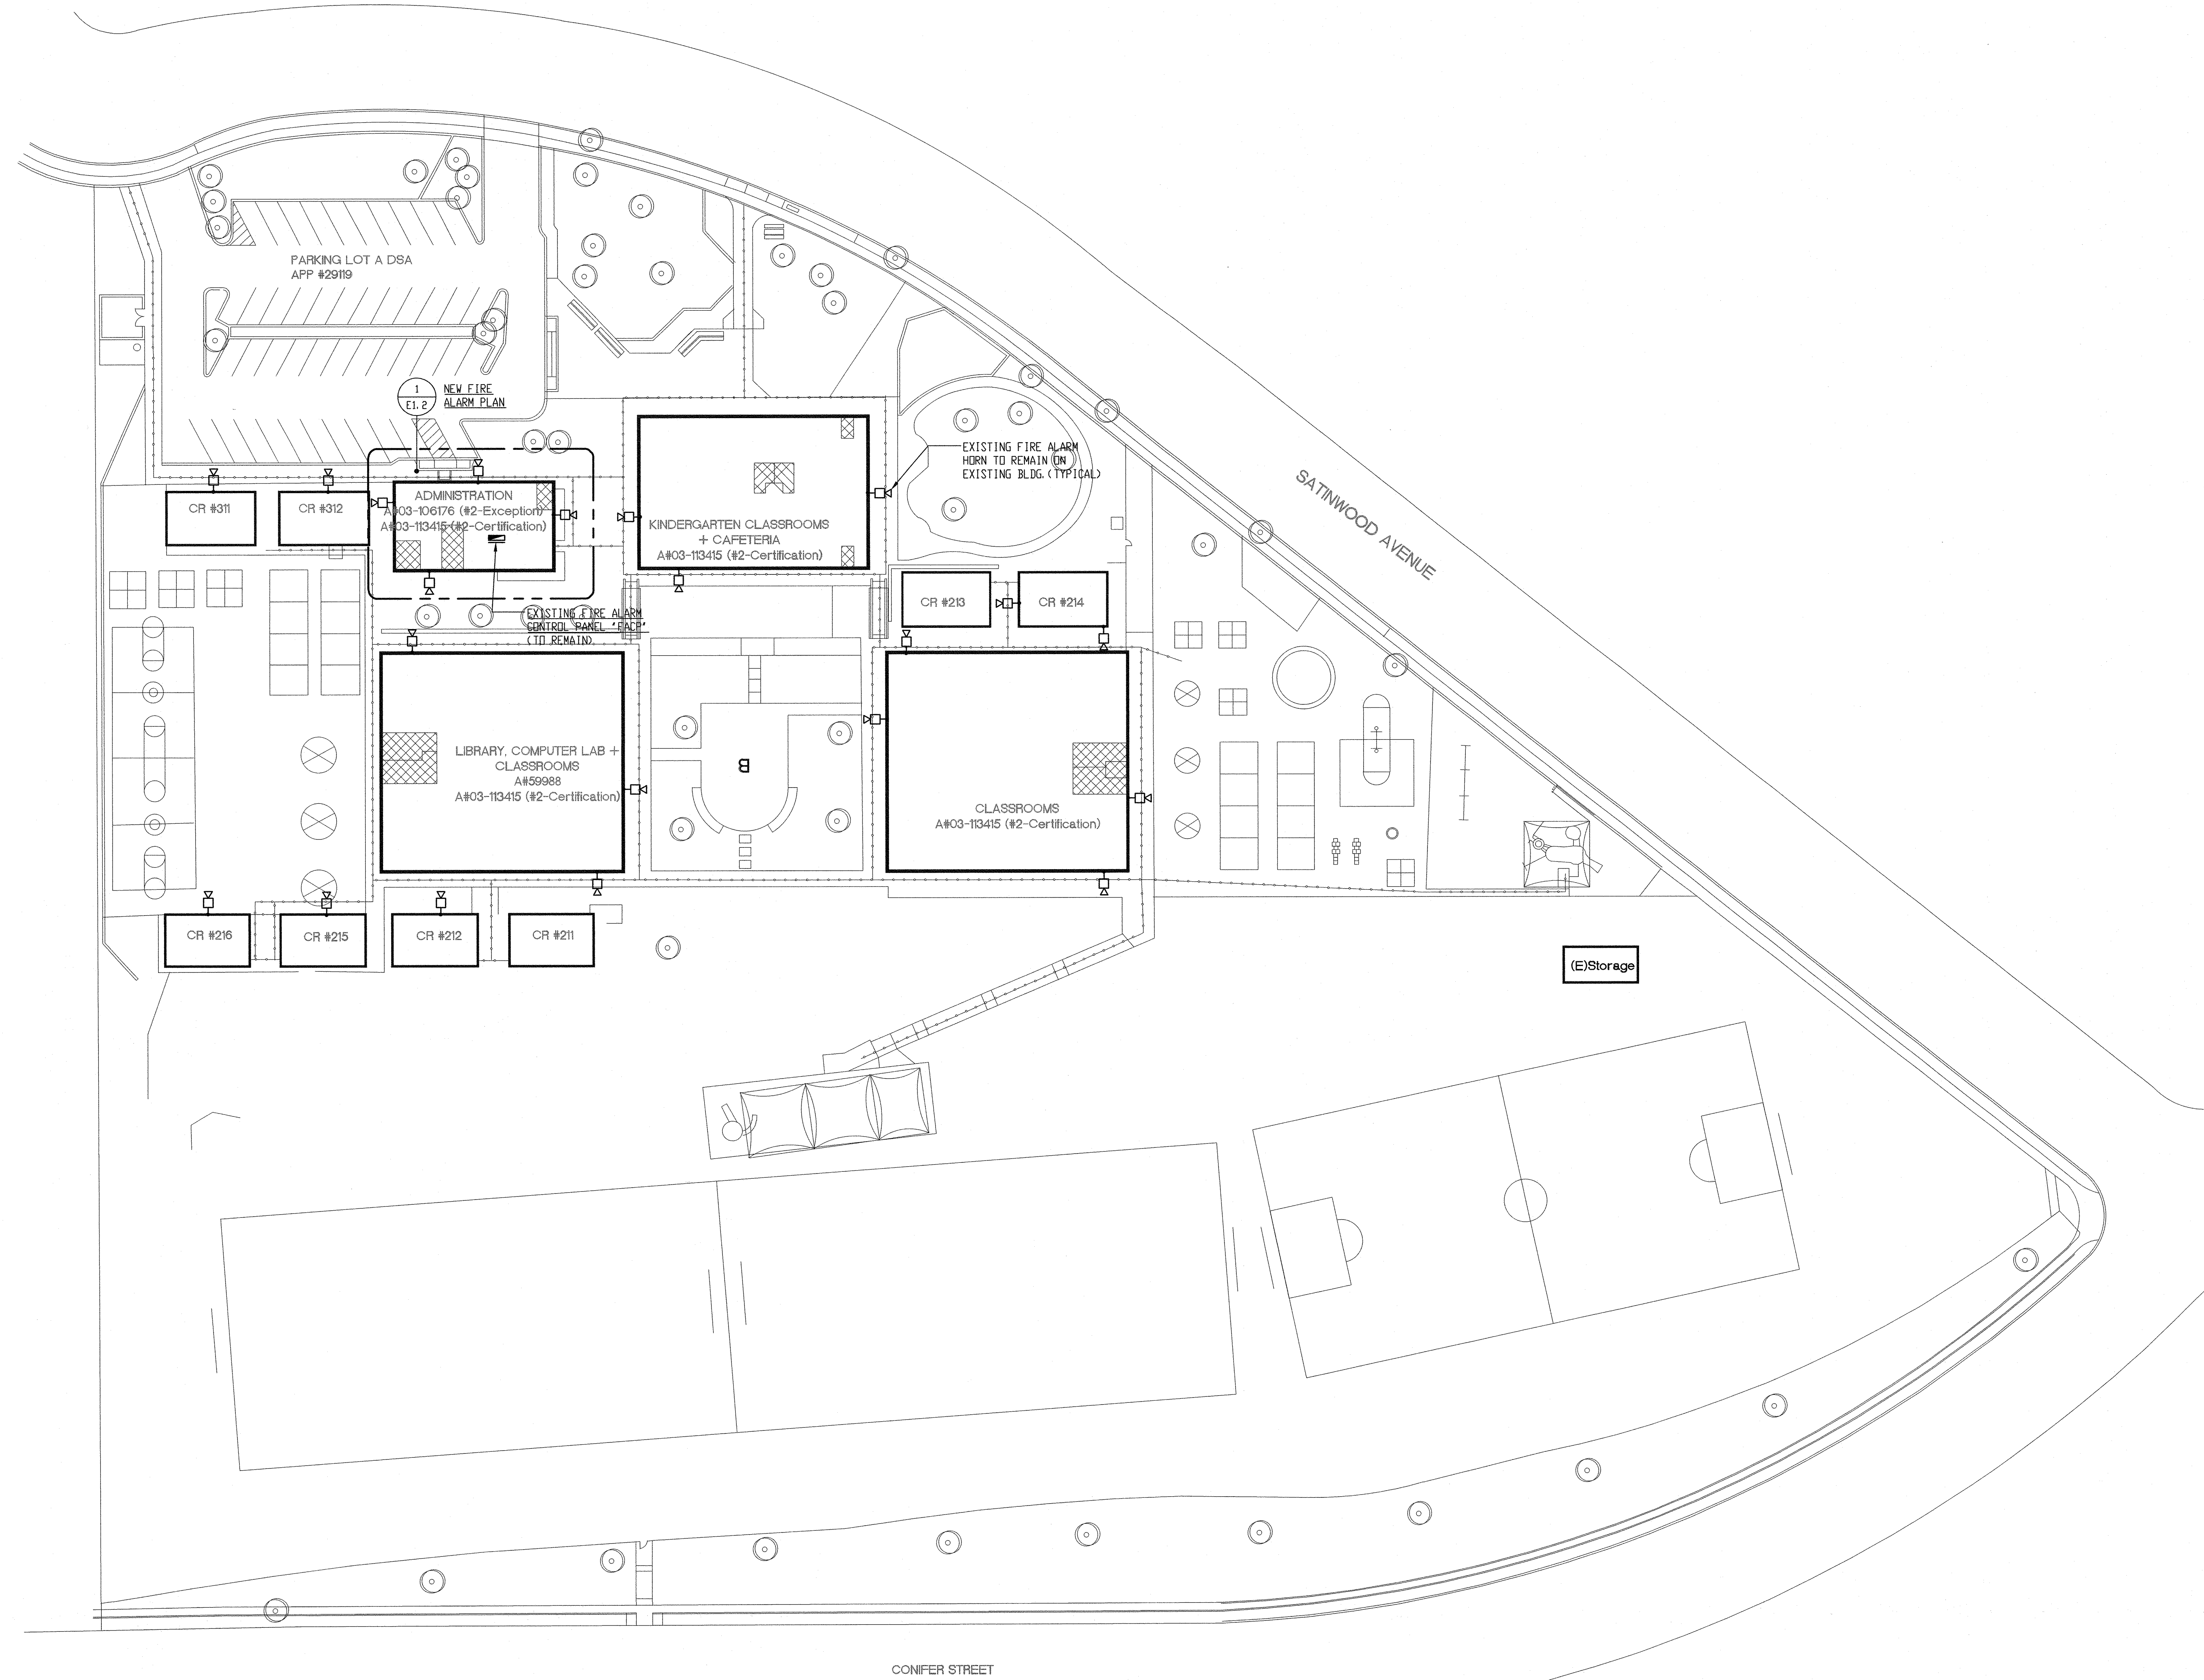 PARKING LOT A DSA
APP #29119
1
E1.2
NEW FIRE
ALARM PLAN
EXISTING FIRE ALARM
HORN TO REMAIN ON
EXISTING BLDG. (TYPICAL)
SATINWOOD AVENUE
CR #311
CR #312
ADMINISTRATION
A#03-106176 (#2-Exception)
A#03-113415 (#2-Certification)
KINDERGARTEN CLASSROOMS
+ CAFETERIA
A#03-113415 (#2-Certification)
EXISTING FIRE ALARM
CONTROL PANEL "FACP"
(TO REMAIN).
CR #213
CR #214
LIBRARY, COMPUTER LAB +
CLASSROOMS
A#59988
A#03-113415 (#2-Certification)
B
CLASSROOMS
A#03-113415 (#2-Certification)
CR #216
CR #215
CR #212
CR #211
(E)Storage
CONIFER STREET